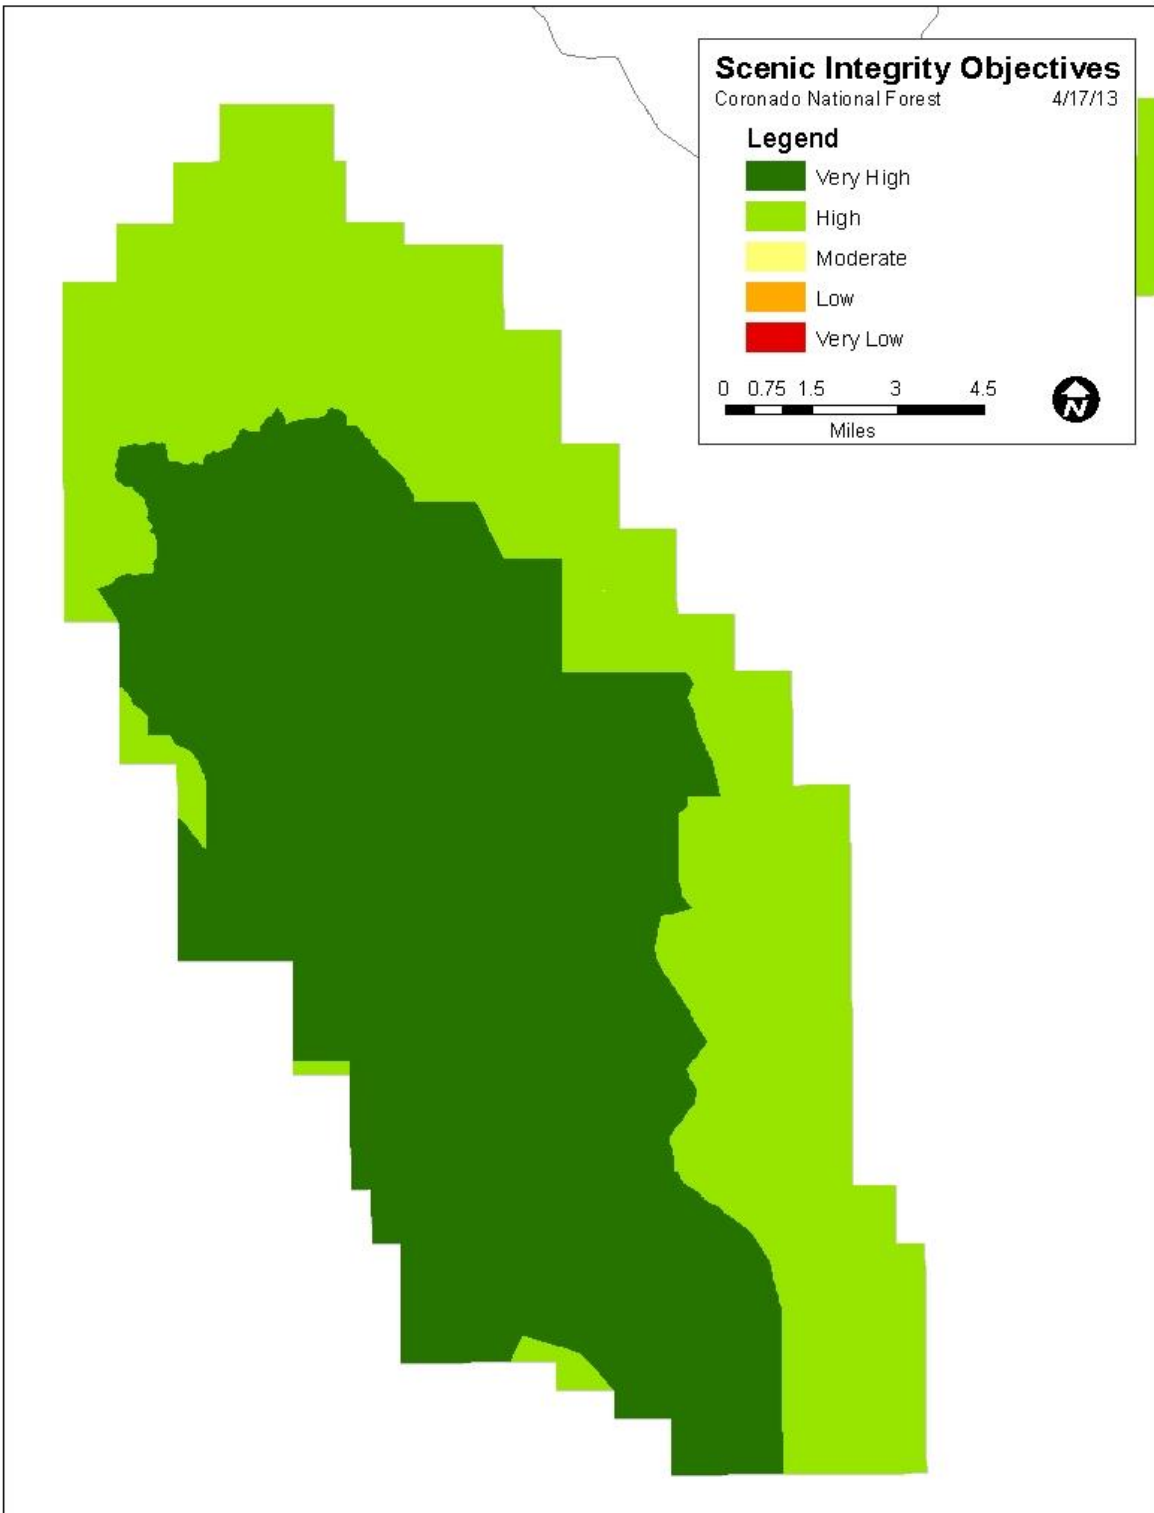 Scenic Integrity Objectives
Coronado National Forest 4/17/13
Legend
Very High
High
Moderate
Low
Very Low
0 0.75 1.5 3 4.5
Miles
N